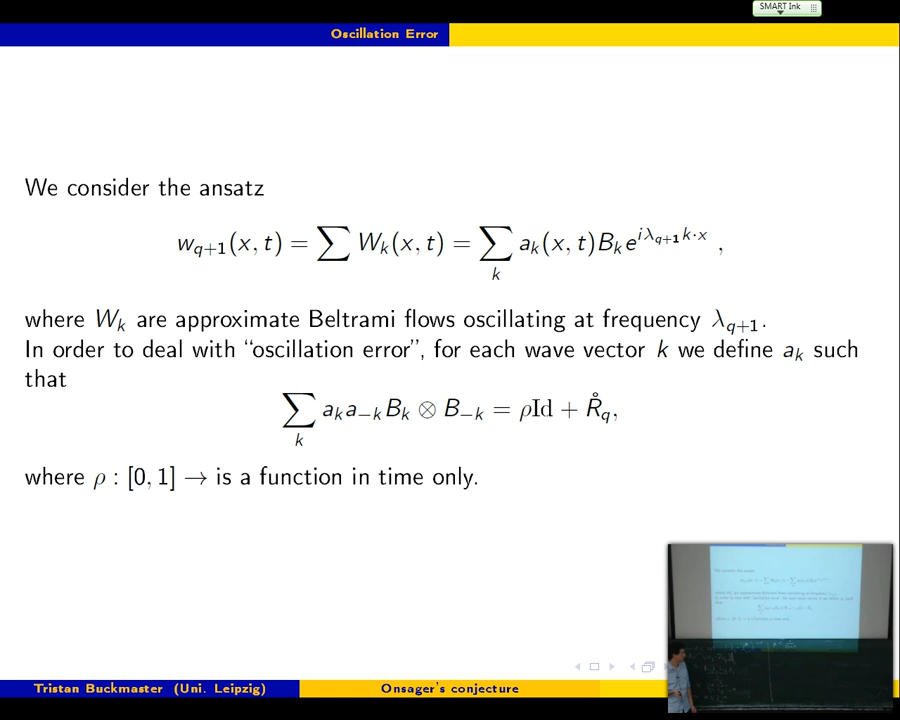 SMART Ink
Oscillation Error
We consider the ansatz
w_{q+1}(x, t) = ∑ W_k(x, t) = ∑_k a_k(x, t)B_k e^{iλ_{q+1}k·x} ,
where W_k are approximate Beltrami flows oscillating at frequency λ_{q+1}.
In order to deal with “oscillation error”, for each wave vector k we define a_k such
that
∑_k a_k a_{−k} B_k ⊗ B_{−k} = ρId + R̊_q,
where ρ : [0, 1] → is a function in time only.
Tristan Buckmaster (Uni. Leipzig) Onsager's conjecture